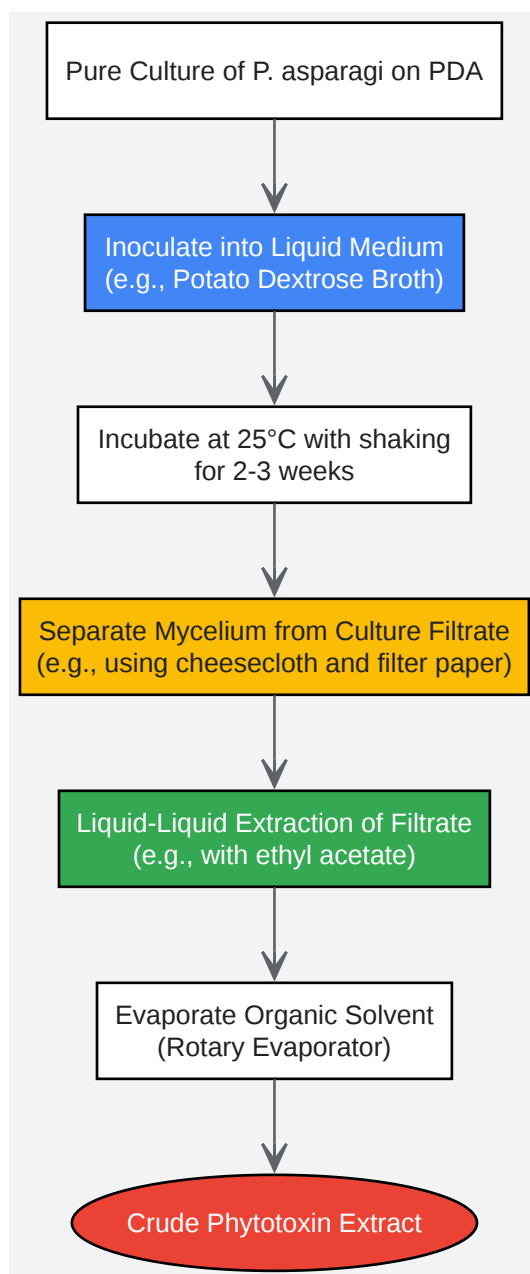 Pure Culture of P. asparagi on PDA
Inoculate into Liquid Medium
(e.g., Potato Dextrose Broth)
Incubate at 25°C with shaking
for 2-3 weeks
Separate Mycelium from Culture Filtrate
(e.g., using cheesecloth and filter paper)
Liquid-Liquid Extraction of Filtrate
(e.g., with ethyl acetate)
Evaporate Organic Solvent
(Rotary Evaporator)
Crude Phytotoxin Extract